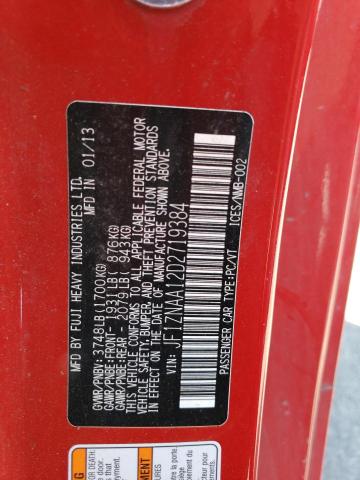 MFD BY FUJI HEAVY INDUSTRIES LTD.
MFD IN 01/13
GVWR/PNBV: 3748LB( 1700KG)
GAWR/PNBE:FRONT- 1931LB( 876KG)
GAWR/PNBE:REAR - 2079LB( 943KG)
THIS VEHICLE CONFORMS TO ALL APPLICABLE FEDERAL MOTOR
VEHICLE SAFETY, BUMPER, AND THEFT PREVENTION STANDARDS
IN EFFECT ON THE DATE OF MANUFACTURE SHOWN ABOVE.
VIN: JF1ZNAA12D2719384
PASSENGER CAR TYPE:PC/VT ICES/NMB-002